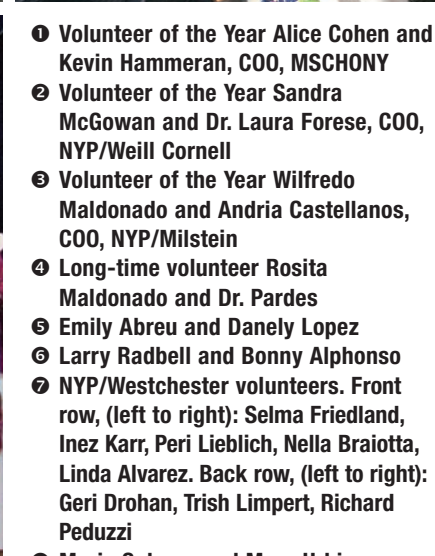 ❶ Volunteer of the Year Alice Cohen and
Kevin Hammeran, COO, MSCHONY
❷ Volunteer of the Year Sandra
McGowan and Dr. Laura Forese, COO,
NYP/Weill Cornell
❸ Volunteer of the Year Wilfredo
Maldonado and Andria Castellanos,
COO, NYP/Milstein
❹ Long-time volunteer Rosita
Maldonado and Dr. Pardes
❺ Emily Abreu and Danely Lopez
❻ Larry Radbell and Bonny Alphonso
❼ NYP/Westchester volunteers. Front
row, (left to right): Selma Friedland,
Inez Karr, Peri Lieblich, Nella Braiotta,
Linda Alvarez. Back row, (left to right):
Geri Drohan, Trish Limpert, Richard
Peduzzi